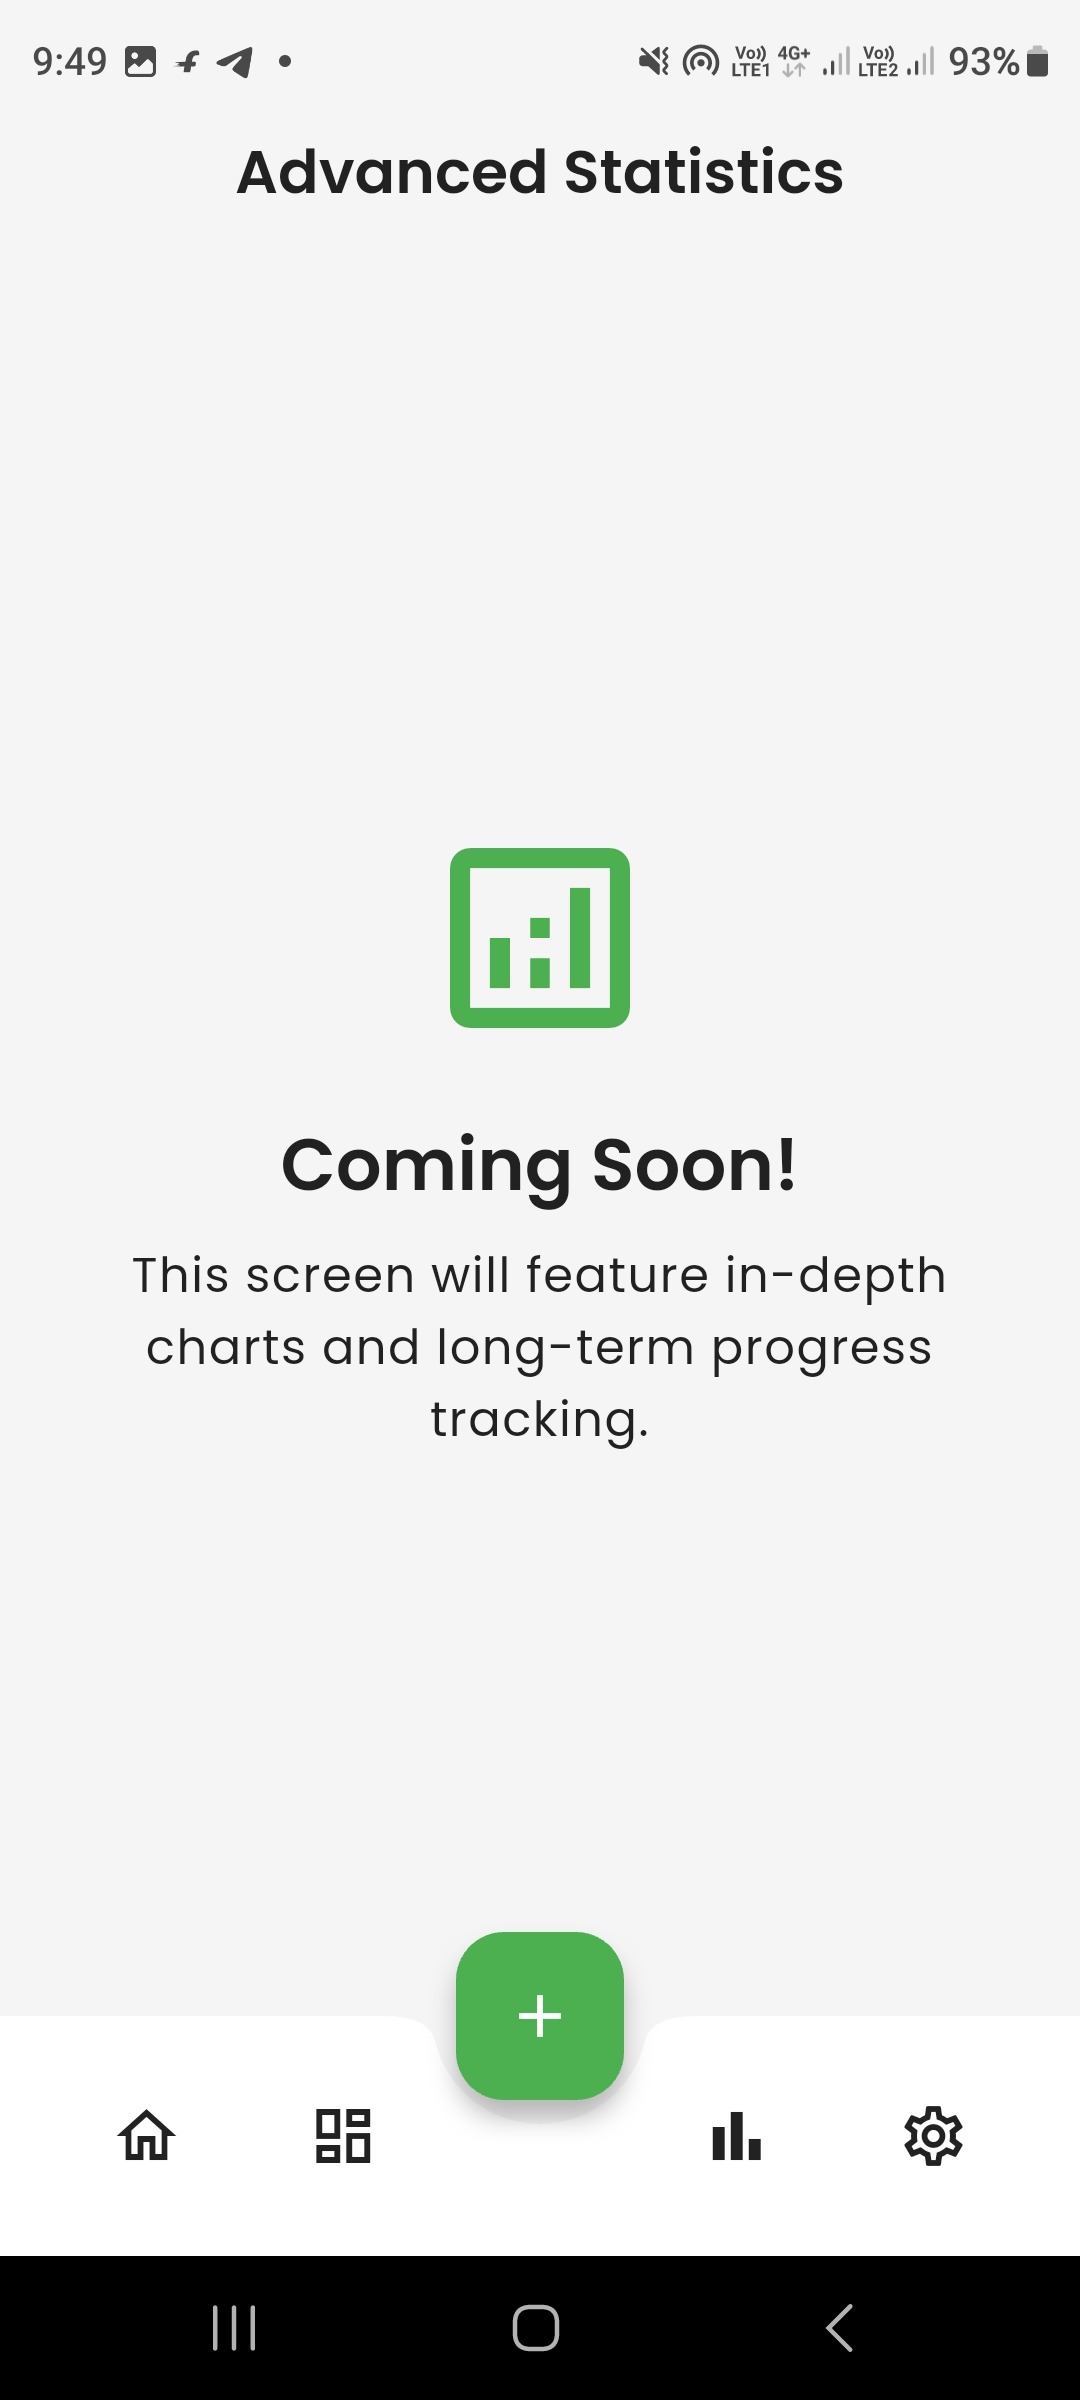 9:49 Vo)) LTE1 4G+ Vo)) LTE2 93%
Advanced Statistics
Coming Soon!
This screen will feature in-depth
charts and long-term progress
tracking.